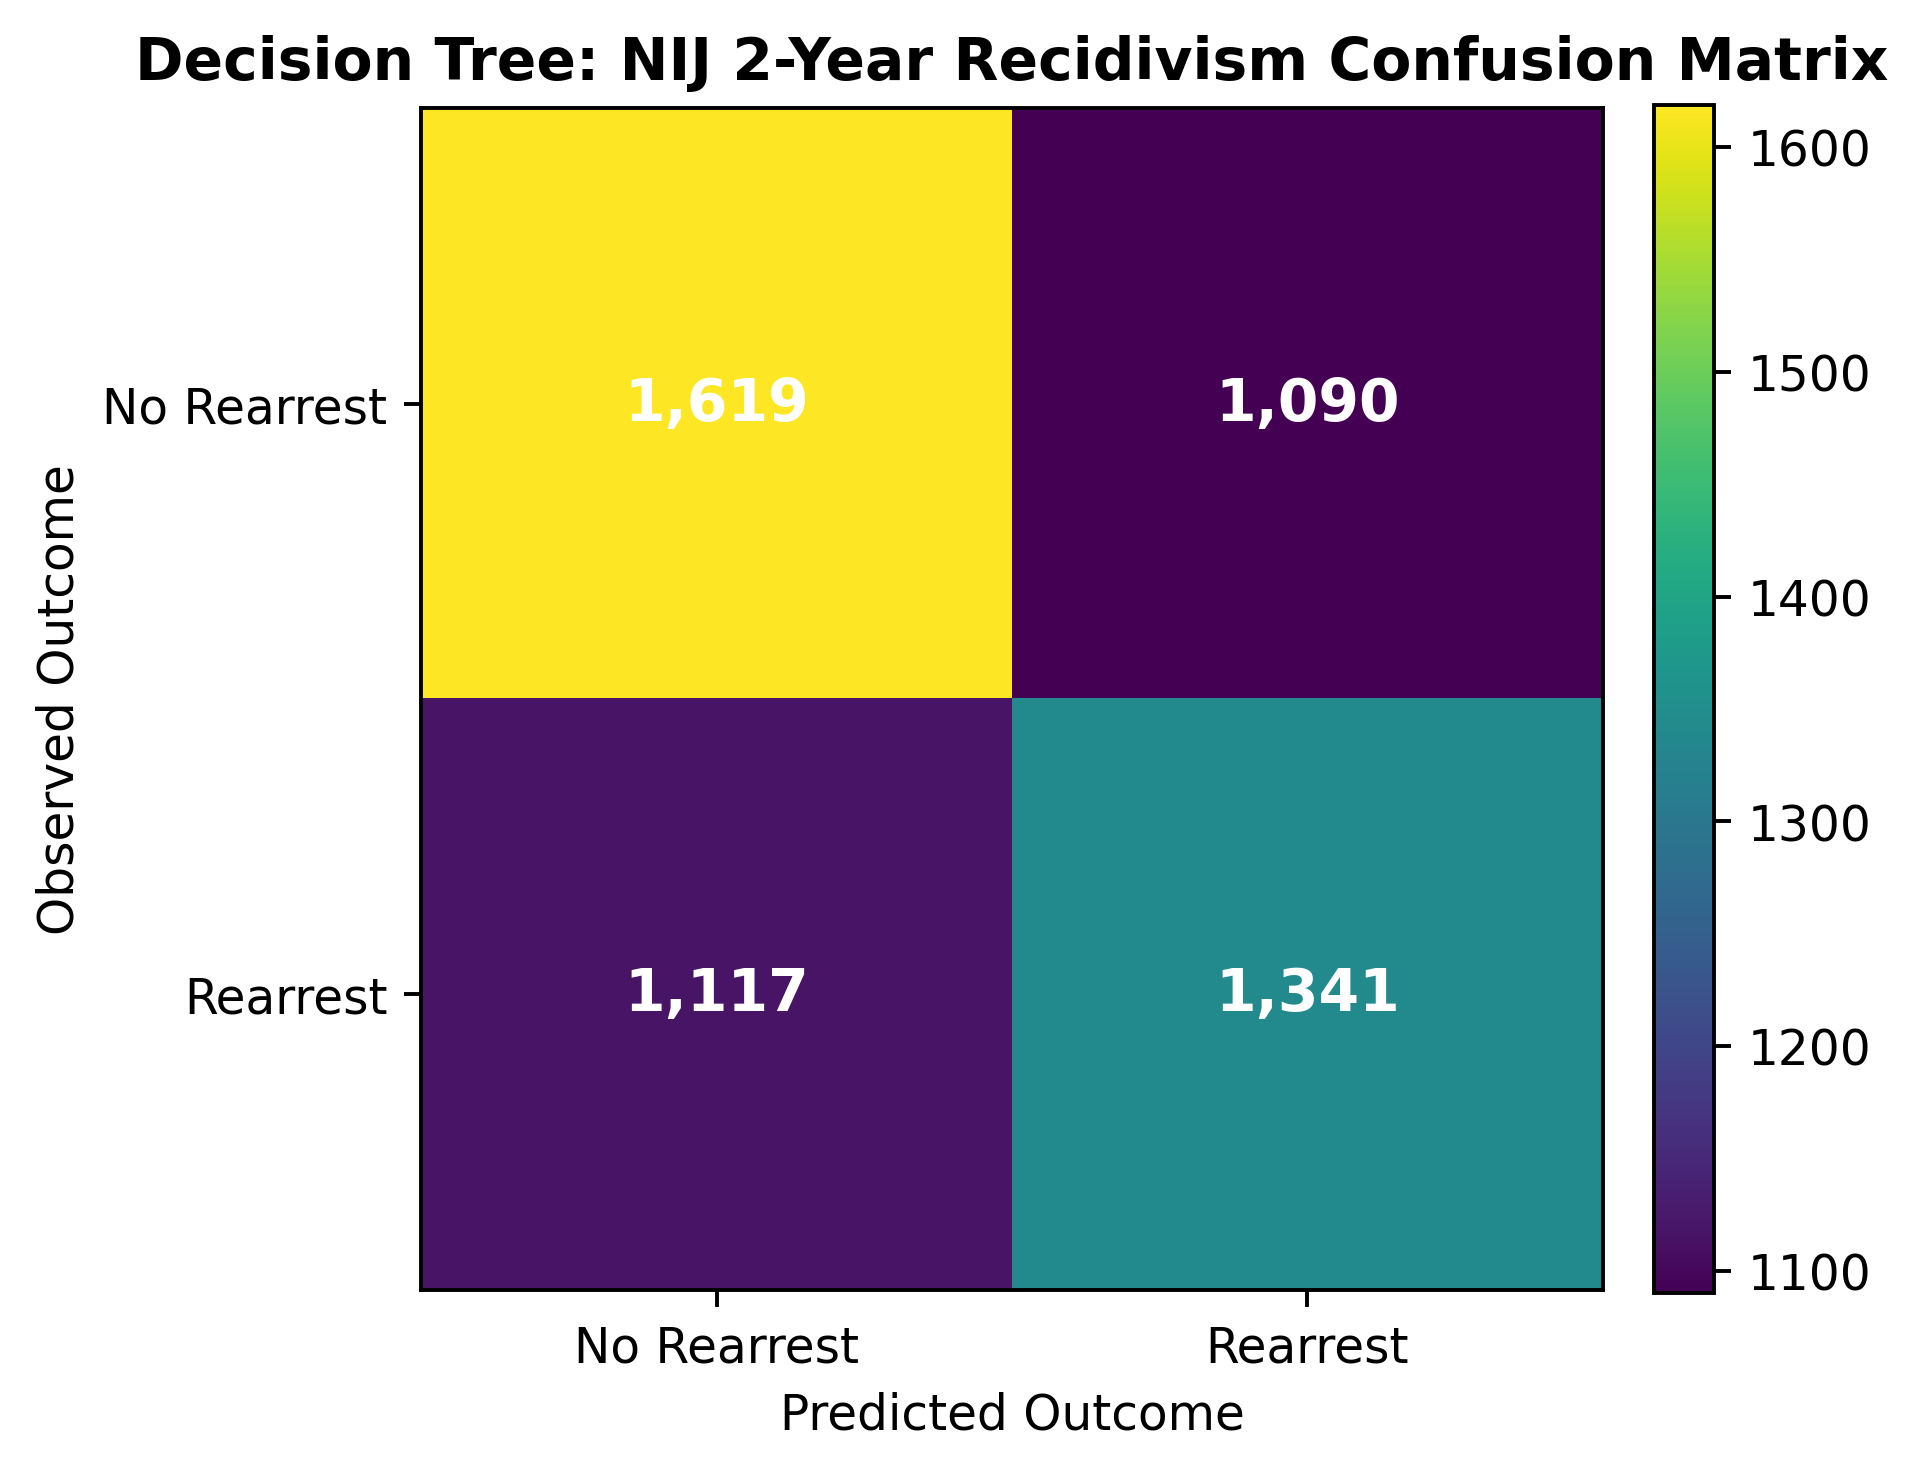 Decision Tree: NIJ 2-Year Recidivism Confusion Matrix
Observed Outcome
No Rearrest
Rearrest
1,619
1,090
1,117
1,341
No Rearrest
Rearrest
Predicted Outcome
1600
1500
1400
1300
1200
1100